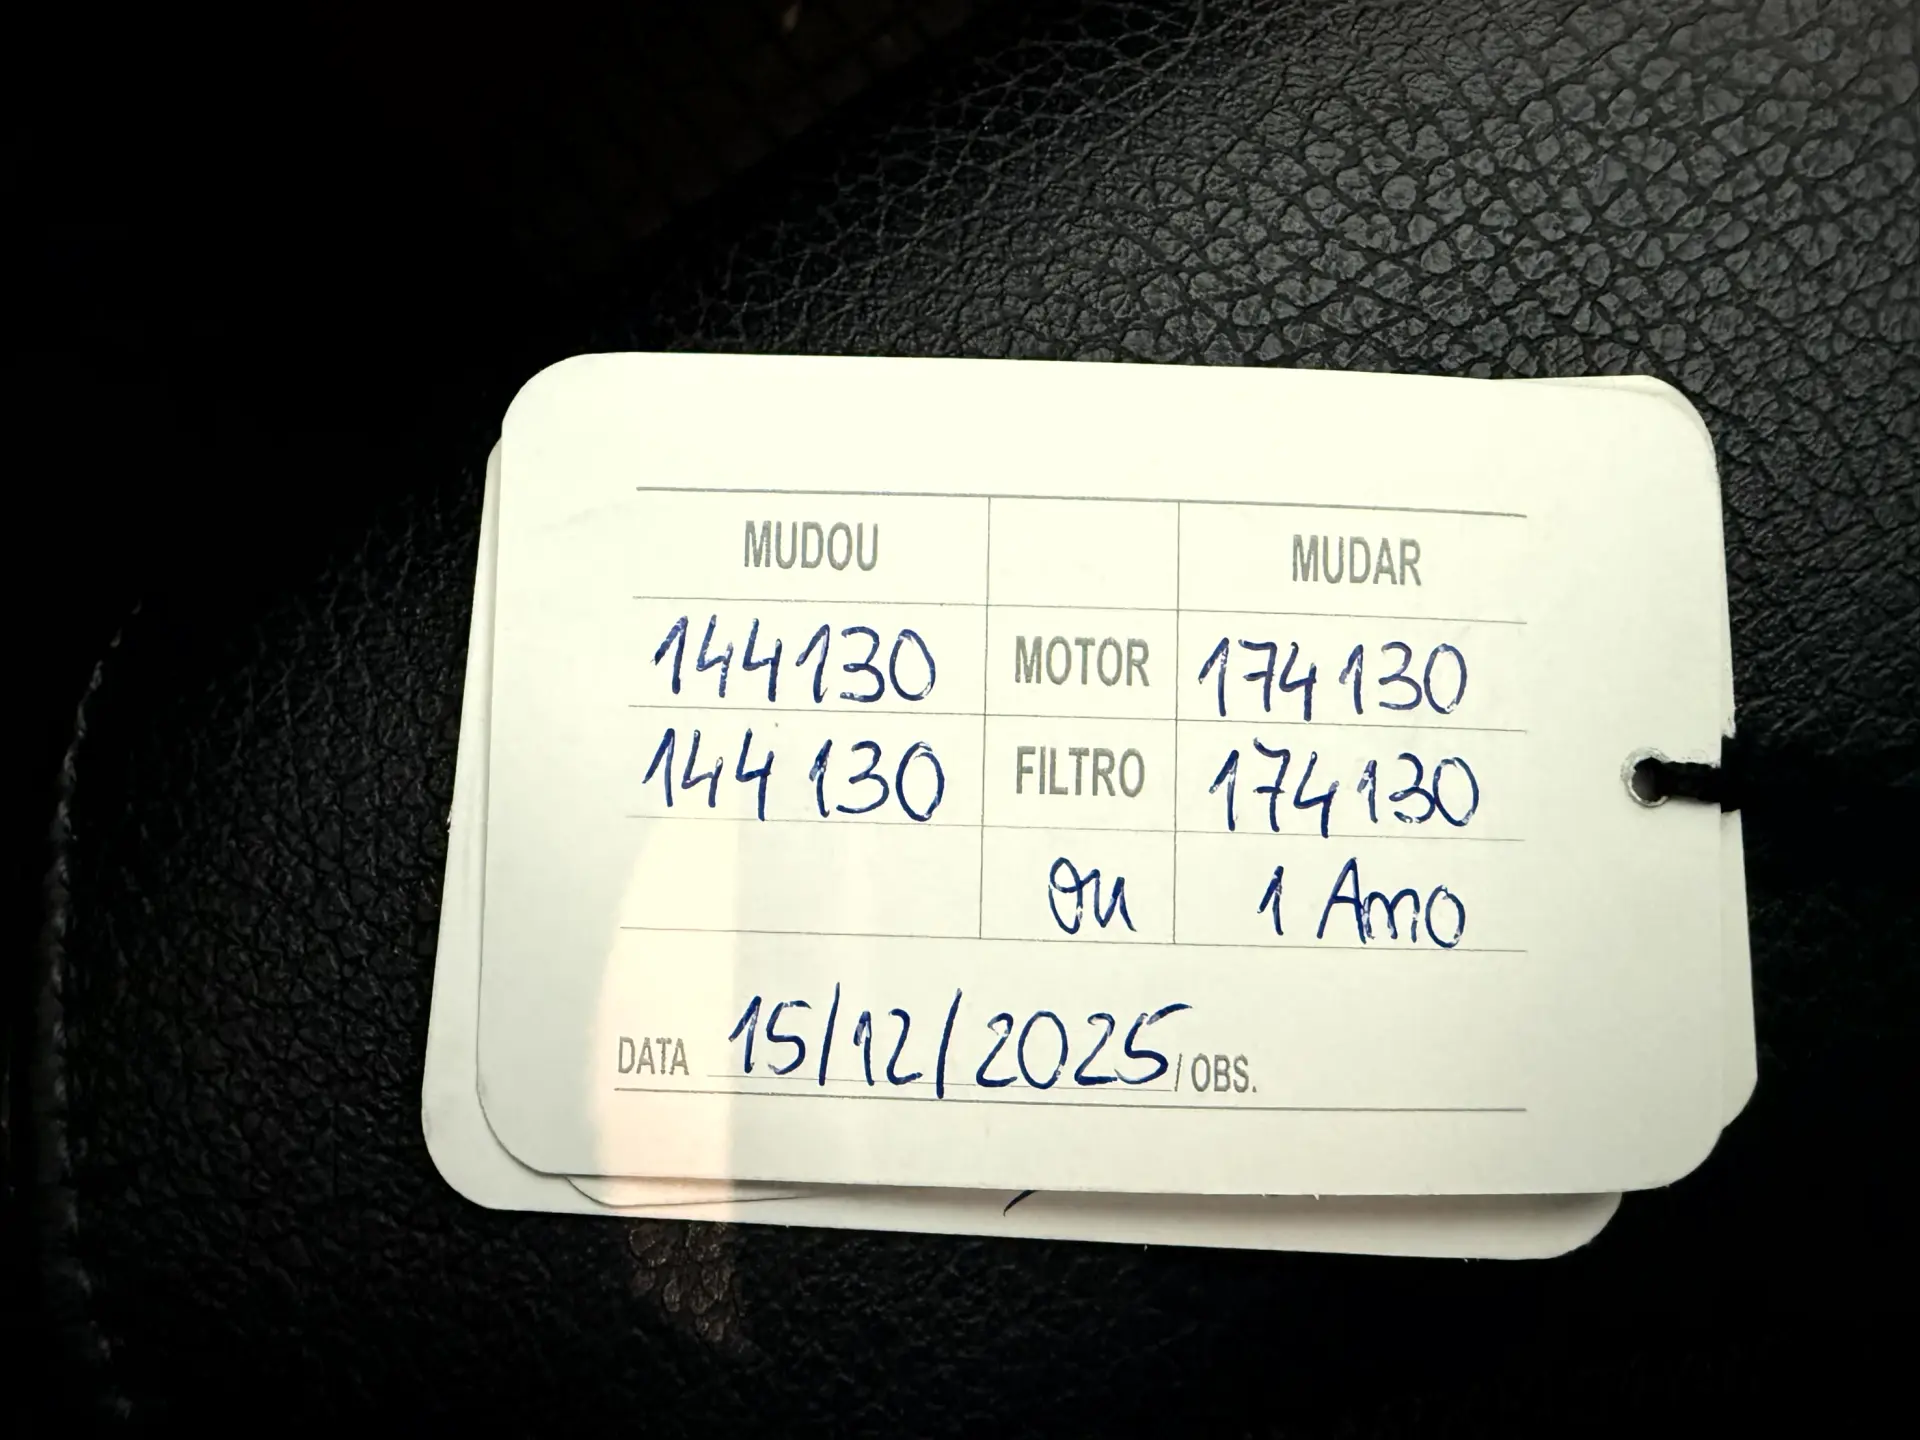 MUDOU MUDAR
144130 MOTOR 174130
144130 FILTRO 174130
ou 1 Ano
DATA 15/12/2025 / OBS.